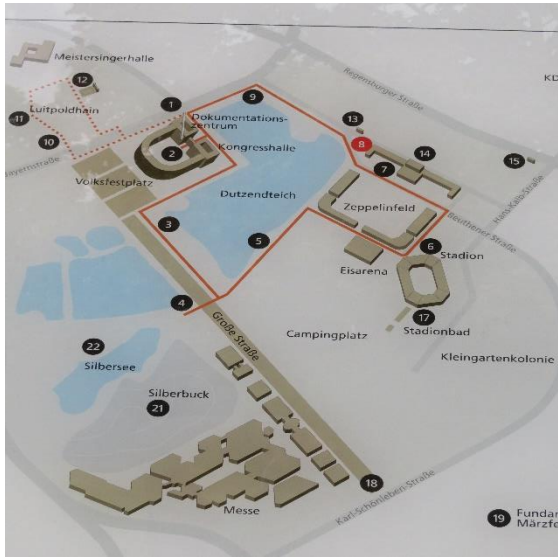 Meistersingerhalle
KD
Regensburger Straße
12
1
9
Luitpoldhain
11
Dokumentations-
zentrum
13
10
8
14
Kongresshalle
2
7
15
Bayernstraße
Volksfestplatz
Dutzendteich
Zeppelinfeld
Hans-Kalb-Straße
Beuthener Straße
3
5
6
Stadion
Eisarena
4
Große Straße
17
Campingplatz
Stadionbad
22
Kleingartenkolonie
Silbersee
Silberbuck
21
18
Messe
Karl-Schönleben-Straße
19
Fundam
Märzfe